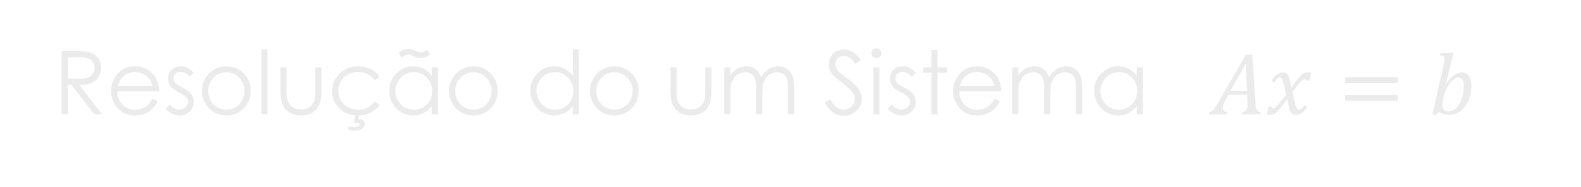 Resolução do um Sistema Ax = b